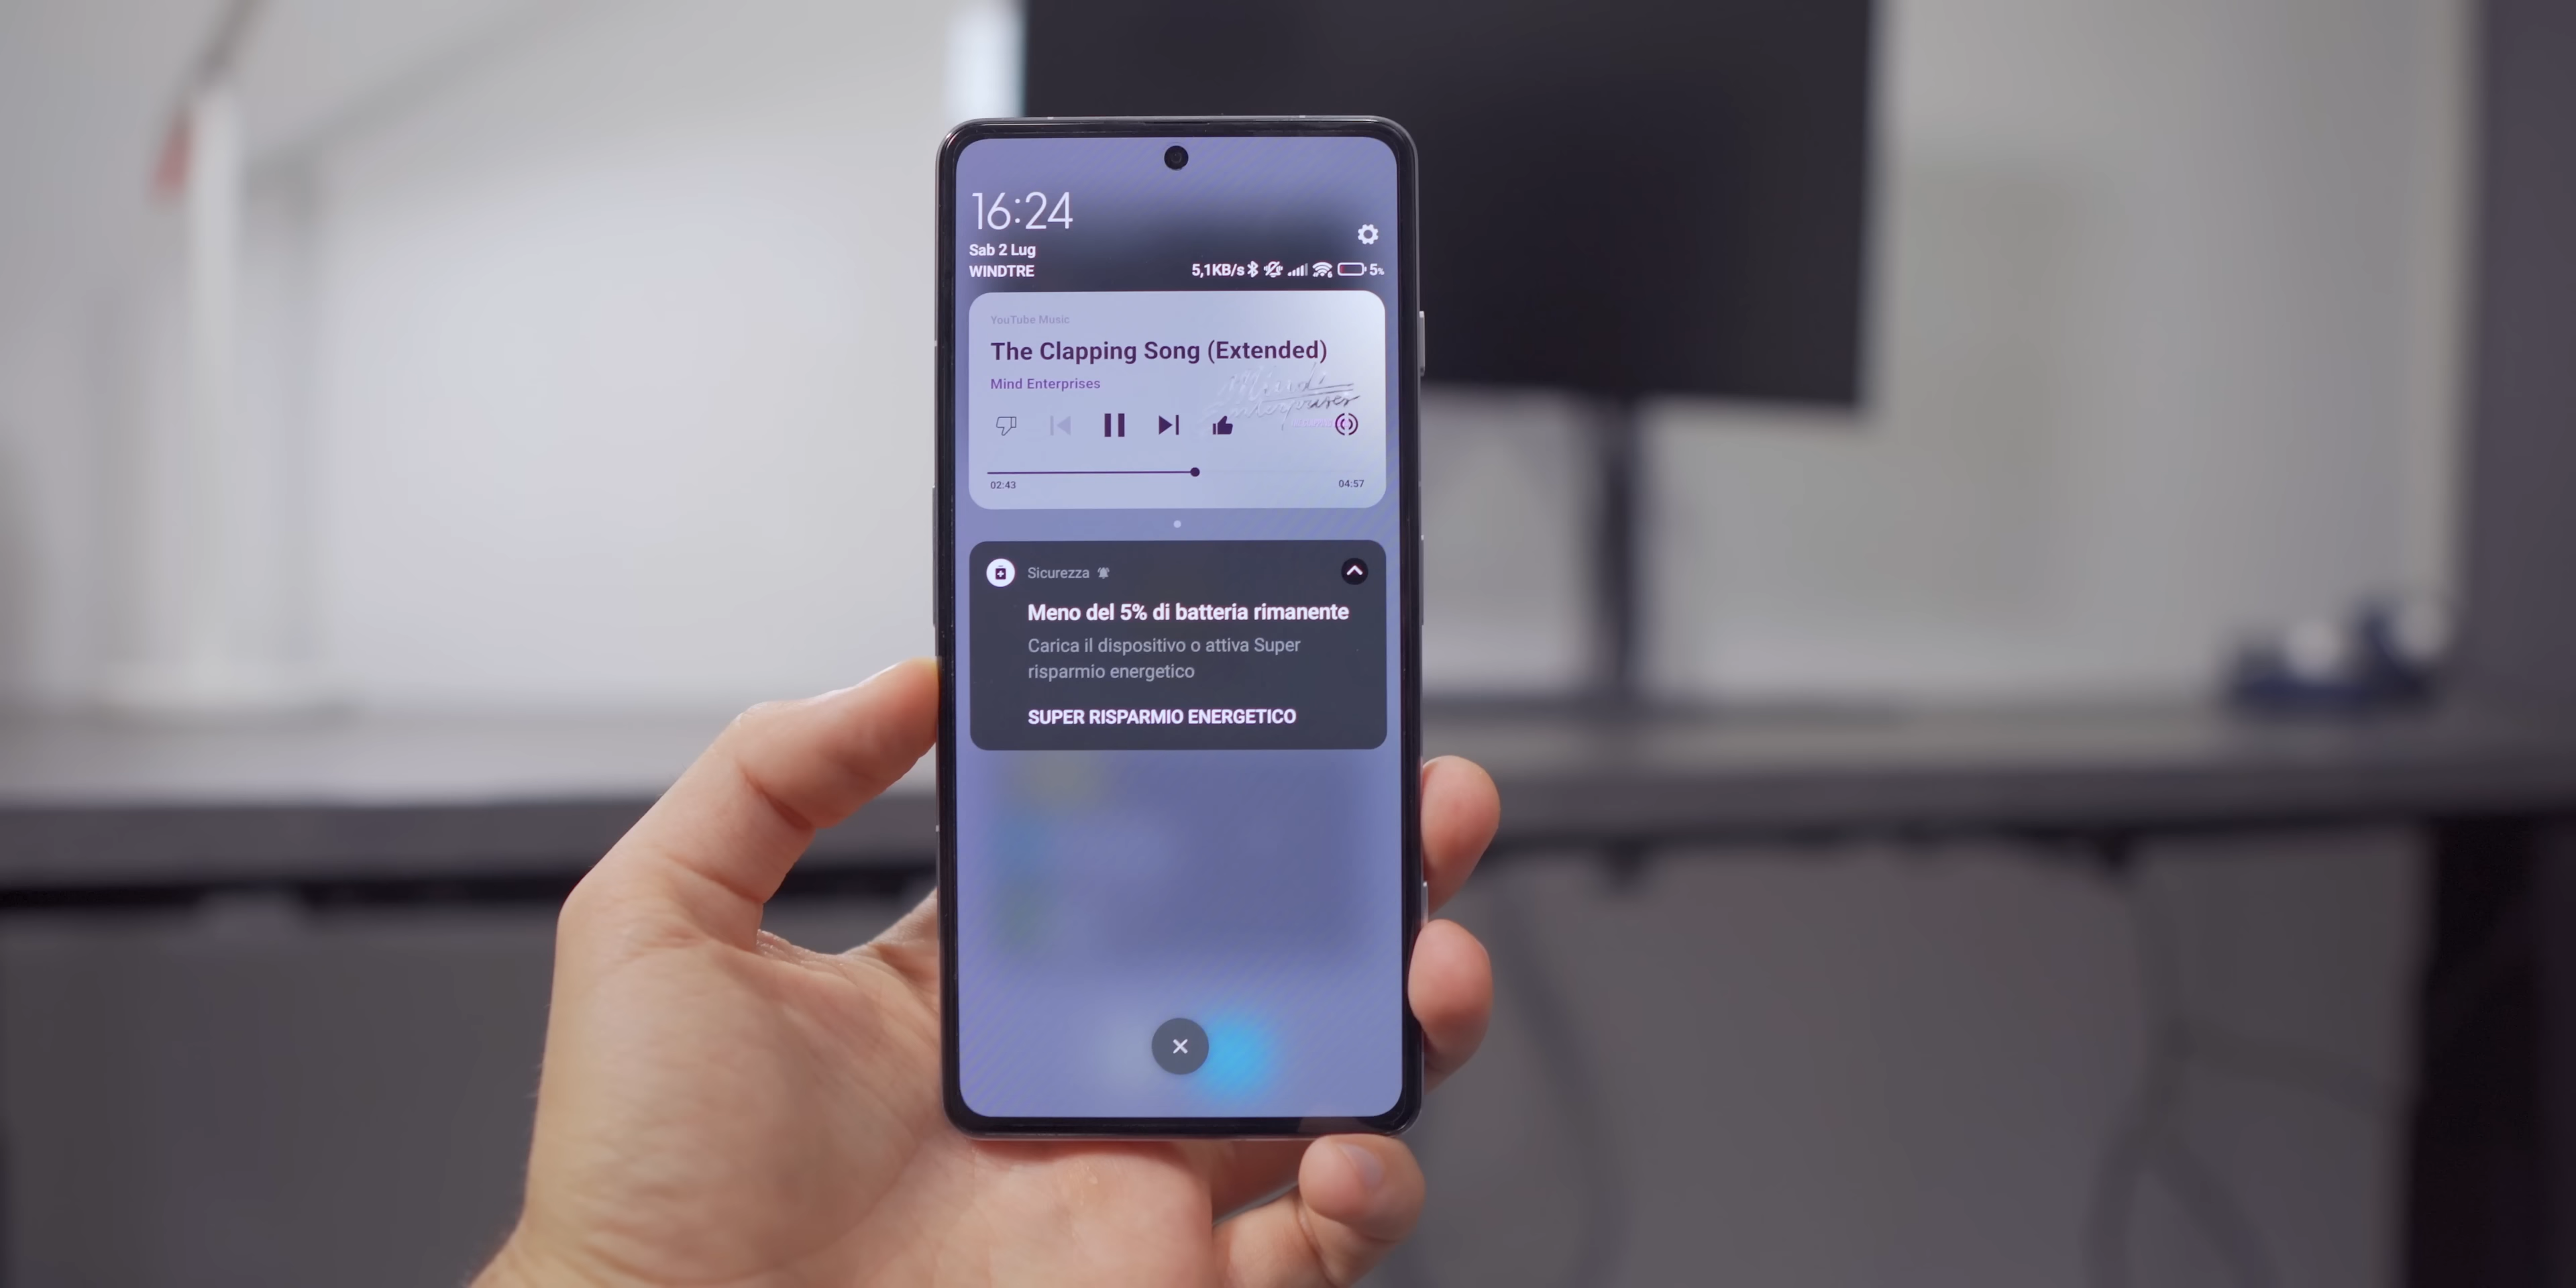 16:24
Sab 2 Lug
WINDTRE
5,1KB/s 5%
YouTube Music
The Clapping Song (Extended)
Mind Enterprises
Mind
Enterprises
02:43 04:57
Sicurezza
Meno del 5% di batteria rimanente
Carica il dispositivo o attiva Super
risparmio energetico
SUPER RISPARMIO ENERGETICO